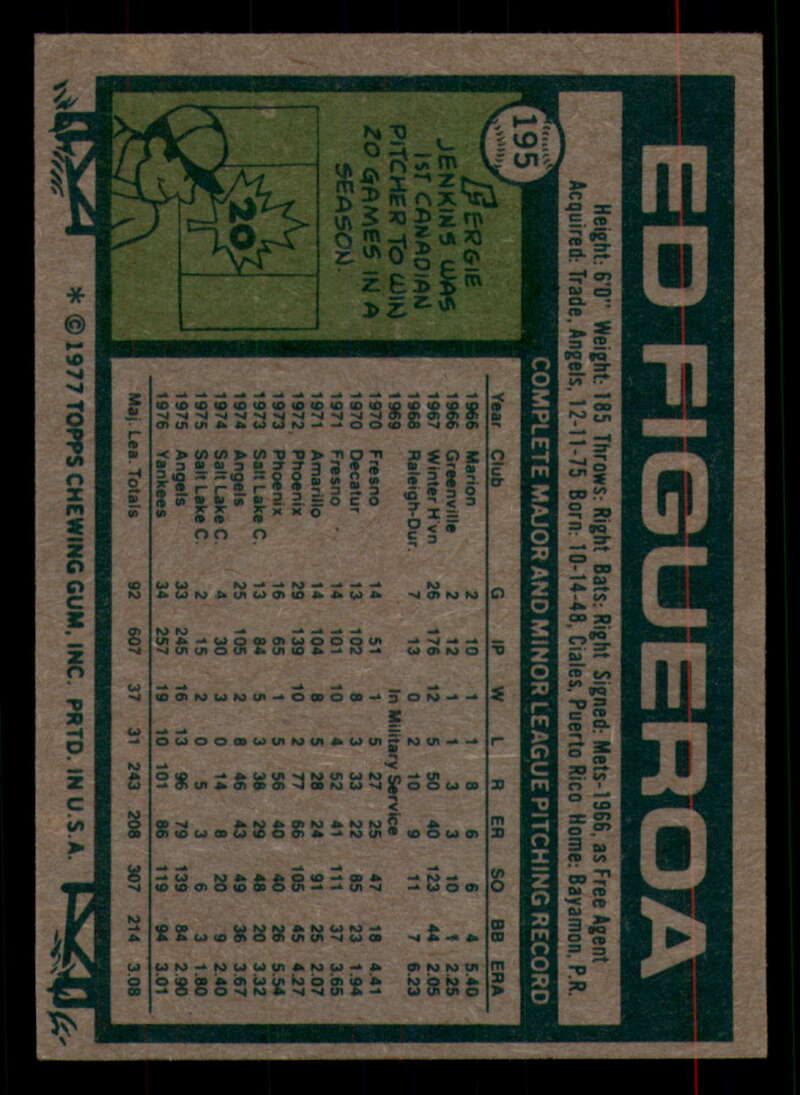 195
ED FIGUEROA
Height: 6'0" Weight: 185 Throws: Right Bats: Right Signed: Mets-1966, as Free Agent
Acquired: Trade, Angels, 12-11-75 Born: 10-14-48, Ciales, Puerto Rico Home: Bayamon, P.R.
FERGIE
JENKINS WAS
1ST CANADIAN
PITCHER TO WIN
20 GAMES IN A
SEASON
20
COMPLETE MAJOR AND MINOR LEAGUE PITCHING RECORD
Year Club G IP W L R ER SO BB ERA
1966 Marion 2 10 1 1 8 6 6 4 5.40
1966 Greenville 2 12 1 1 3 3 10 1 2.25
1967 Winter H'vn 26 176 12 5 50 40 123 44 2.05
1968 Raleigh-Dur. 7 13 0 2 10 9 11 7 6.23
1969 In Military Service
1970 Fresno 14 51 1 5 27 25 47 18 4.41
1970 Decatur 13 102 8 3 33 22 85 23 1.94
1971 Fresno 14 101 10 4 52 41 111 37 3.65
1971 Amarillo 14 104 8 5 28 24 91 25 2.07
1972 Phoenix 29 139 10 2 77 66 105 45 4.27
1973 Phoenix 16 65 1 5 56 40 40 26 5.54
1973 Salt Lake C. 13 84 5 3 38 29 48 20 3.32
1974 Angels 25 105 2 8 46 43 49 36 3.67
1974 Salt Lake C. 4 30 3 0 14 8 20 9 2.40
1975 Salt Lake C. 2 15 2 0 5 3 6 3 1.80
1975 Angels 33 245 16 13 96 79 139 84 2.90
1976 Yankees 34 257 19 10 101 86 119 94 3.01
Maj. Lea. Totals 92 607 37 31 243 208 307 214 3.08
* © 1977 TOPPS CHEWING GUM, INC. PRTD. IN U.S.A.